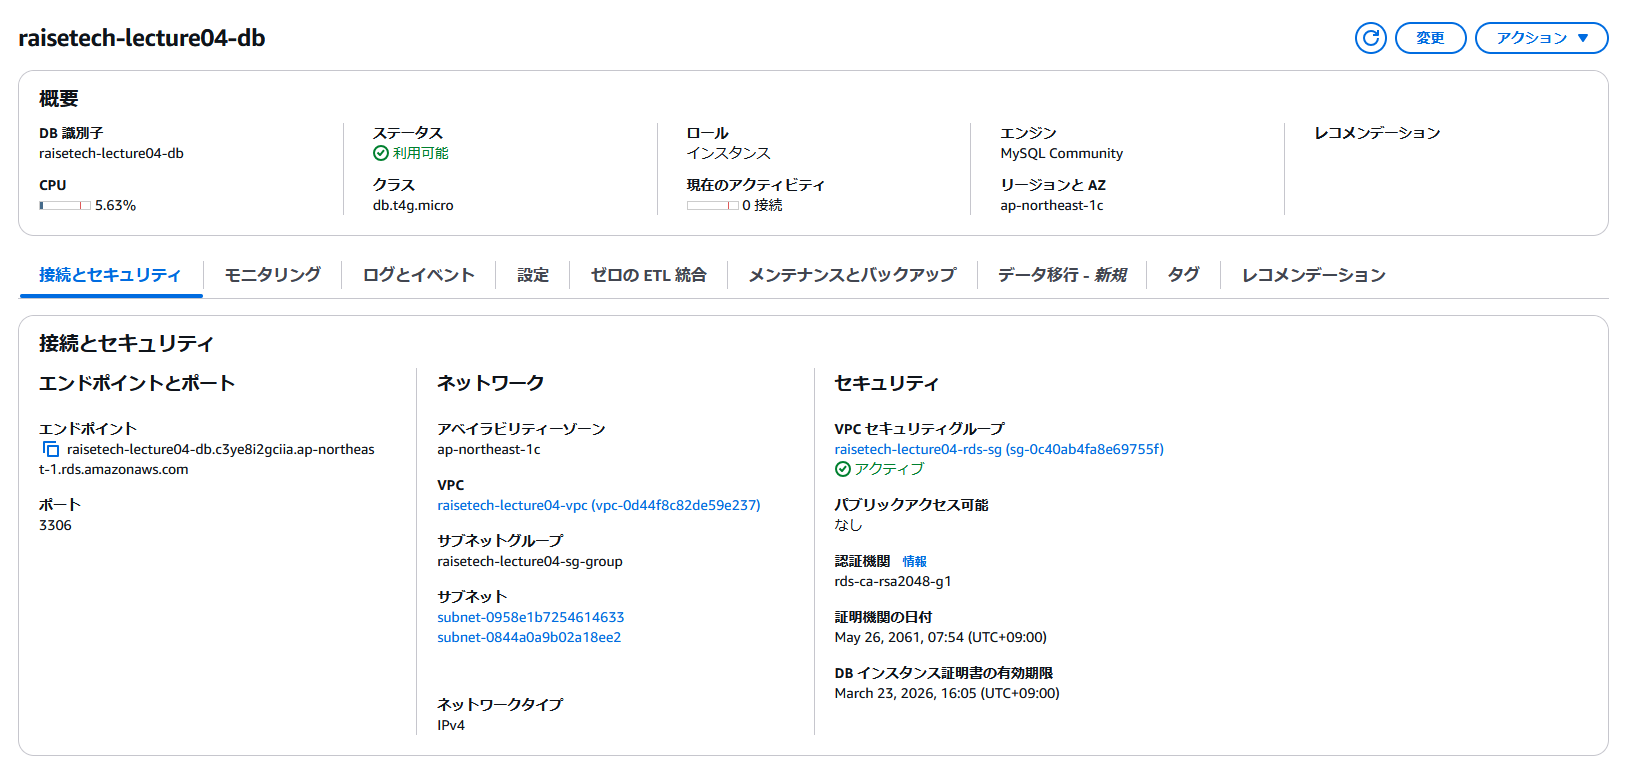 raisetech-lecture04-db
変更
アクション
概要
DB 識別子
raisetech-lecture04-db
CPU
5.63%
ステータス
利用可能
クラス
db.t4g.micro
ロール
インスタンス
現在のアクティビティ
0 接続
エンジン
MySQL Community
リージョンと AZ
ap-northeast-1c
レコメンデーション
接続とセキュリティ
モニタリング
ログとイベント
設定
ゼロの ETL 統合
メンテナンスとバックアップ
データ移行 - 新規
タグ
レコメンデーション
接続とセキュリティ
エンドポイントとポート
エンドポイント
raisetech-lecture04-db.c3ye8i2gciia.ap-northeas
t-1.rds.amazonaws.com
ポート
3306
ネットワーク
アベイラビリティーゾーン
ap-northeast-1c
VPC
raisetech-lecture04-vpc (vpc-0d44f8c82de59e237)
サブネットグループ
raisetech-lecture04-sg-group
サブネット
subnet-0958e1b7254614633
subnet-0844a0a9b02a18ee2
ネットワークタイプ
IPv4
セキュリティ
VPC セキュリティグループ
raisetech-lecture04-rds-sg (sg-0c40ab4fa8e69755f)
アクティブ
パブリックアクセス可能
なし
認証機関 情報
rds-ca-rsa2048-g1
証明機関の日付
May 26, 2061, 07:54 (UTC+09:00)
DB インスタンス証明書の有効期限
March 23, 2026, 16:05 (UTC+09:00)